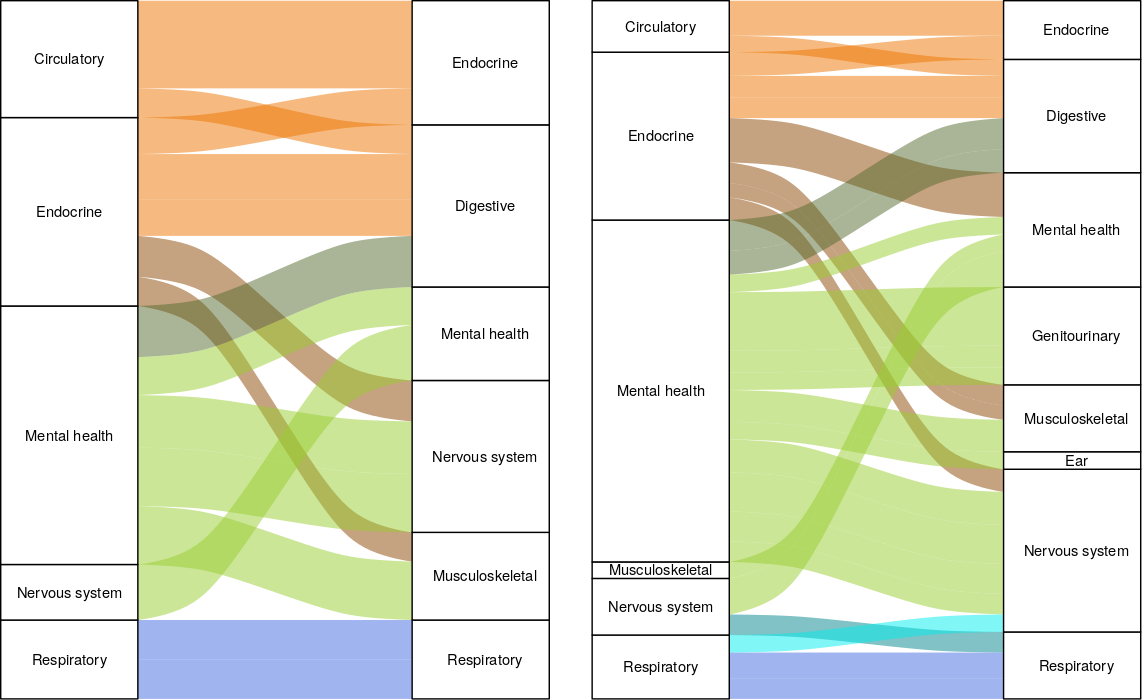 Circulatory
Endocrine
Mental health
Nervous system
Respiratory
Endocrine
Digestive
Mental health
Nervous system
Musculoskeletal
Respiratory
Circulatory
Endocrine
Mental health
Musculoskeletal
Nervous system
Respiratory
Endocrine
Digestive
Mental health
Genitourinary
Musculoskeletal
Ear
Nervous system
Respiratory